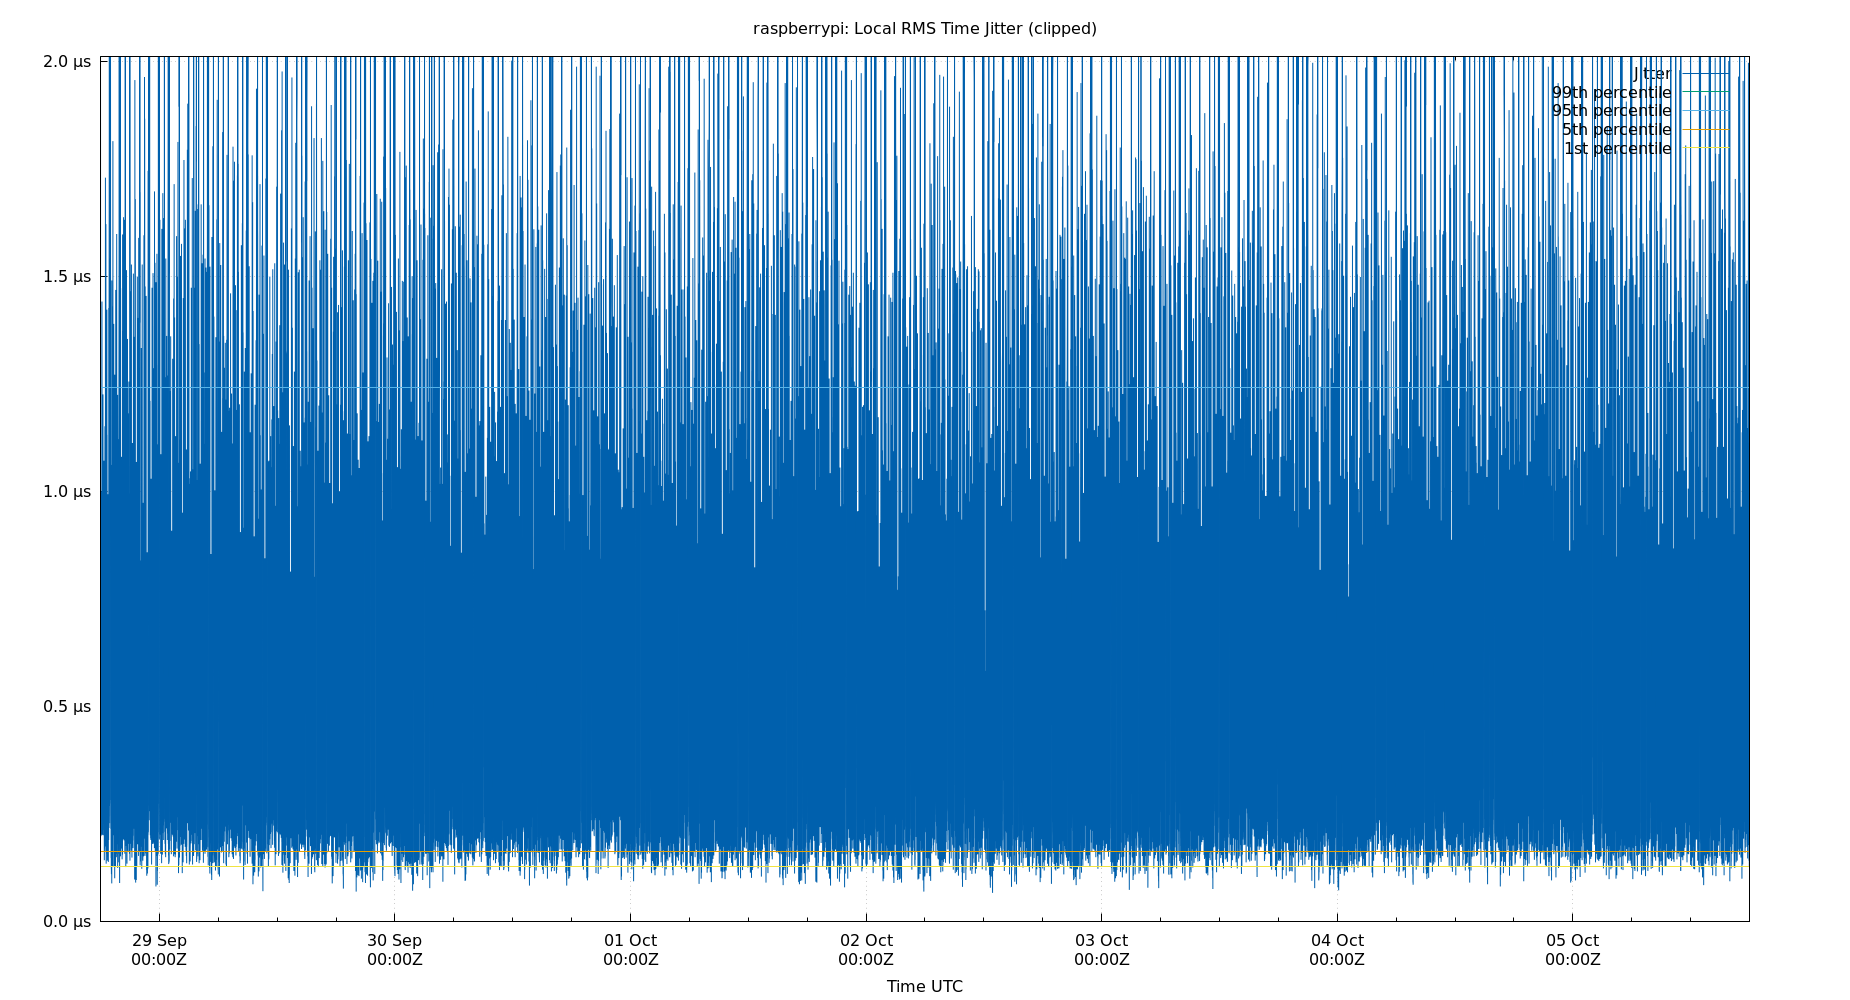 raspberrypi: Local RMS Time Jitter (clipped)
2.0 μs
1.5 μs
1.0 μs
0.5 μs
0.0 μs
Jitter
99th percentile
95th percentile
5th percentile
1st percentile
29 Sep
00:00Z
30 Sep
00:00Z
01 Oct
00:00Z
02 Oct
00:00Z
03 Oct
00:00Z
04 Oct
00:00Z
05 Oct
00:00Z
Time UTC